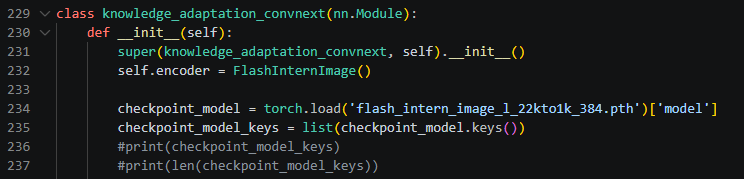 229 class knowledge_adaptation_convnext(nn.Module):
230     def __init__(self):
231         super(knowledge_adaptation_convnext, self).__init__()
232         self.encoder = FlashInternImage()
233
234         checkpoint_model = torch.load('flash_intern_image_l_22kto1k_384.pth')['model']
235         checkpoint_model_keys = list(checkpoint_model.keys())
236         #print(checkpoint_model_keys)
237         #print(len(checkpoint_model_keys))